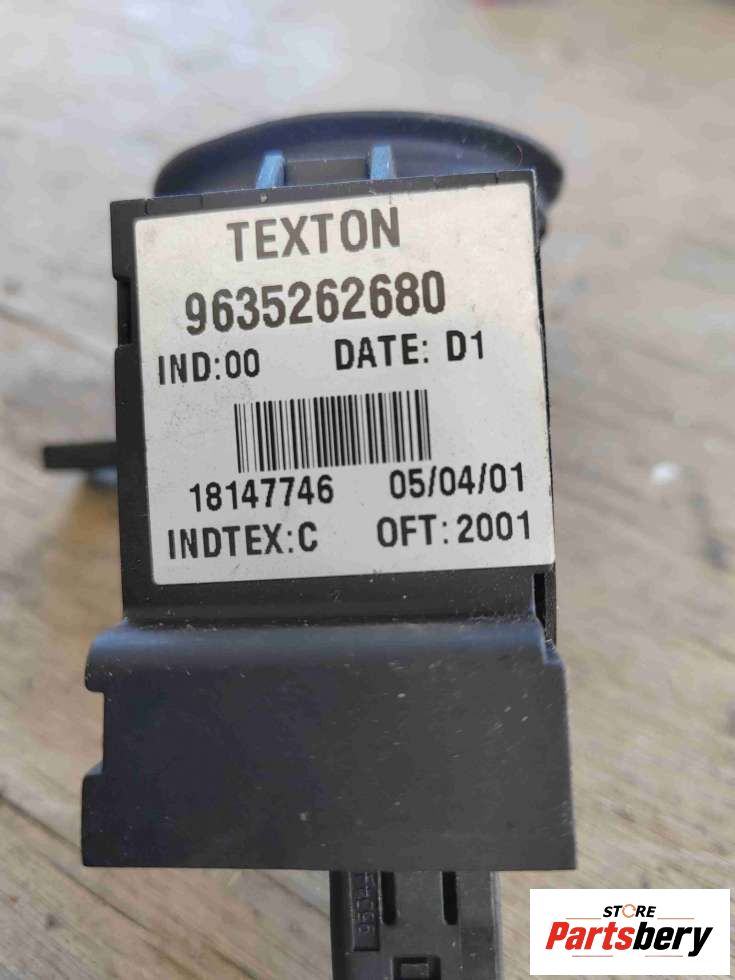 TEXTON
9635262680
IND:00 DATE: D1
18147746 05/04/01
INDTEX:C OFT:2001
STORE
Partsbery